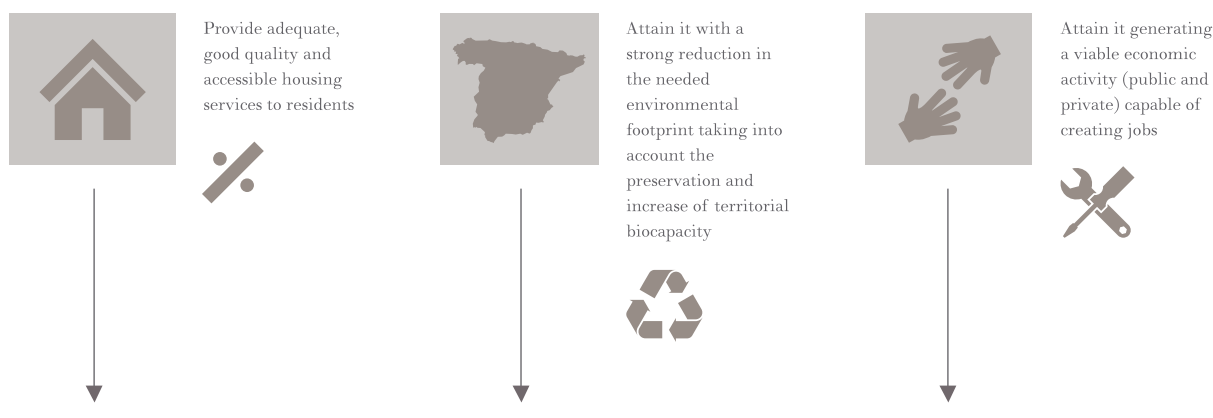 Provide adequate,
good quality and
accessible housing
services to residents
Attain it with a
strong reduction in
the needed
environmental
footprint taking into
account the
preservation and
increase of territorial
biocapacity
Attain it generating
a viable economic
activity (public and
private) capable of
creating jobs